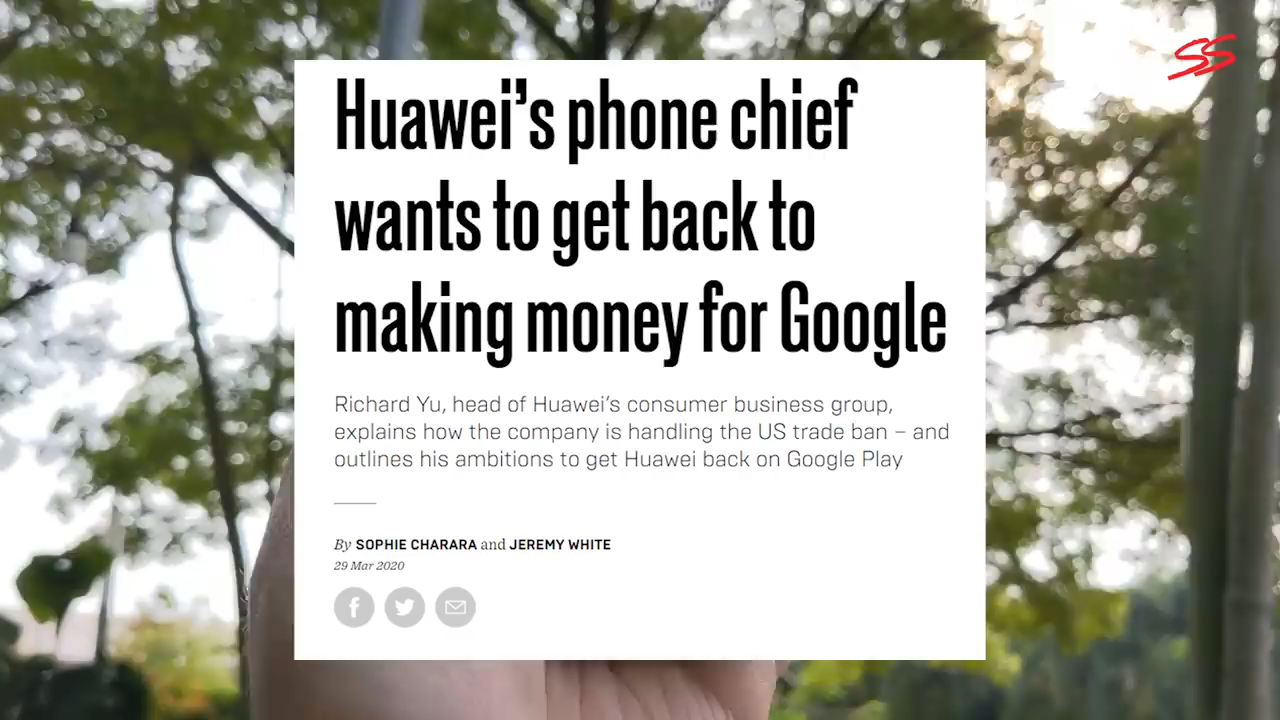 SS
Huawei's phone chief
wants to get back to
making money for Google
Richard Yu, head of Huawei's consumer business group,
explains how the company is handling the US trade ban – and
outlines his ambitions to get Huawei back on Google Play
By SOPHIE CHARARA and JEREMY WHITE
29 Mar 2020